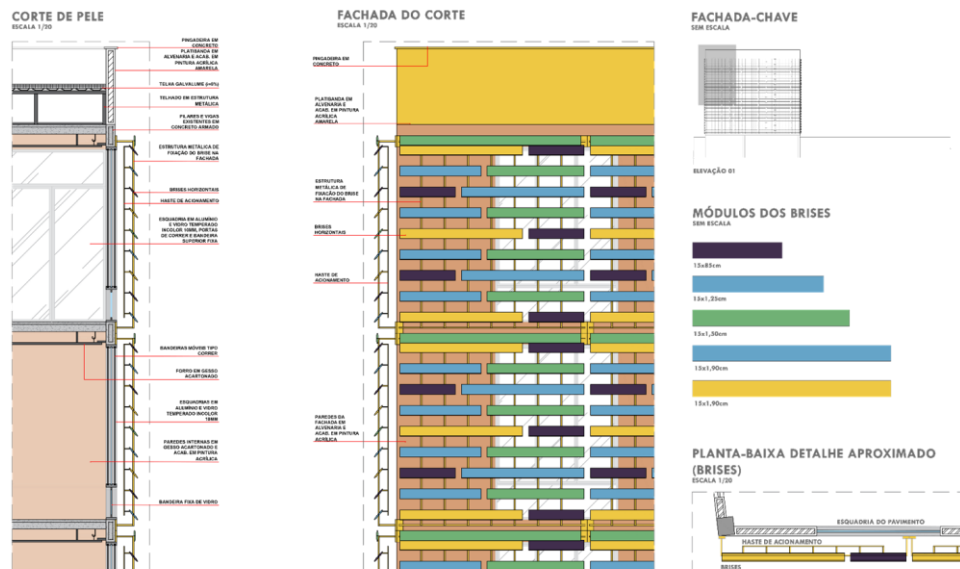 CORTE DE PELE
ESCALA 1/20
PINGADEIRA EM
CONCRETO
PLATIBANDA EM
ALVENARIA E ACAB. EM
PINTURA ACRÍLICA
AMARELA
TELHA GALVALUME (i=6%)
TELHADO EM ESTRUTURA
METÁLICA
PILARES E VIGAS
EXISTENTES EM
CONCRETO ARMADO
ESTRUTURA METÁLICA DE
FIXAÇÃO DO BRISE NA
FACHADA
BRISES HORIZONTAIS
HASTE DE ACIONAMENTO
ESQUADRIA EM ALUMÍNIO
E VIDRO TEMPERADO
INCOLOR 10MM, PORTAS
DE CORRER E BANDEIRA
SUPERIOR FIXA
BANDEIRAS MÓVEIS TIPO
CORRER
FORRO EM GESSO
ACARTONADO
ESQUADRIAS EM
ALUMÍNIO E VIDRO
TEMPERADO INCOLOR
10MM
PAREDES INTERNAS EM
GESSO ACARTONADO E
ACAB. EM PINTURA
ACRÍLICA
BANDEIRA FIXA DE VIDRO
FACHADA DO CORTE
ESCALA 1/20
PINGADEIRA EM
CONCRETO
PLATIBANDA EM
ALVENARIA E
ACAB. EM PINTURA
ACRÍLICA
AMARELA
ESTRUTURA
METÁLICA DE
FIXAÇÃO DO BRISE
NA FACHADA
BRISES
HORIZONTAIS
HASTE DE
ACIONAMENTO
PAREDES DA
FACHADA EM
ALVENARIA E
ACAB. EM PINTURA
ACRÍLICA
FACHADA-CHAVE
SEM ESCALA
ELEVAÇÃO 01
MÓDULOS DOS BRISES
SEM ESCALA
15x85cm
15x1,25cm
15x1,50cm
15x1,90cm
15x1,90cm
PLANTA-BAIXA DETALHE APROXIMADO
(BRISES)
ESCALA 1/20
ESQUADRIA DO PAVIMENTO
HASTE DE ACIONAMENTO
BRISES